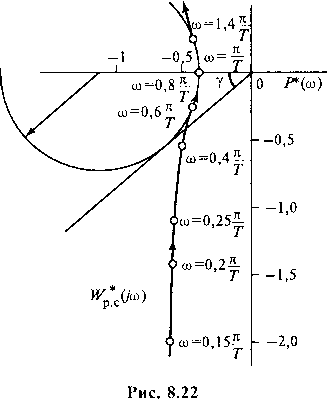 ω=1,4 π/T
-1
-0,5
ω= π/T
ω=0,8 π/T
γ
0
P*(ω)
ω=0,6 π/T
-0,5
ω=0,4 π/T
-1,0
ω=0,25 π/T
ω=0,2 π/T
-1,5
W*р,с(jω)
ω=0,15 π/T
-2,0
Рис. 8.22